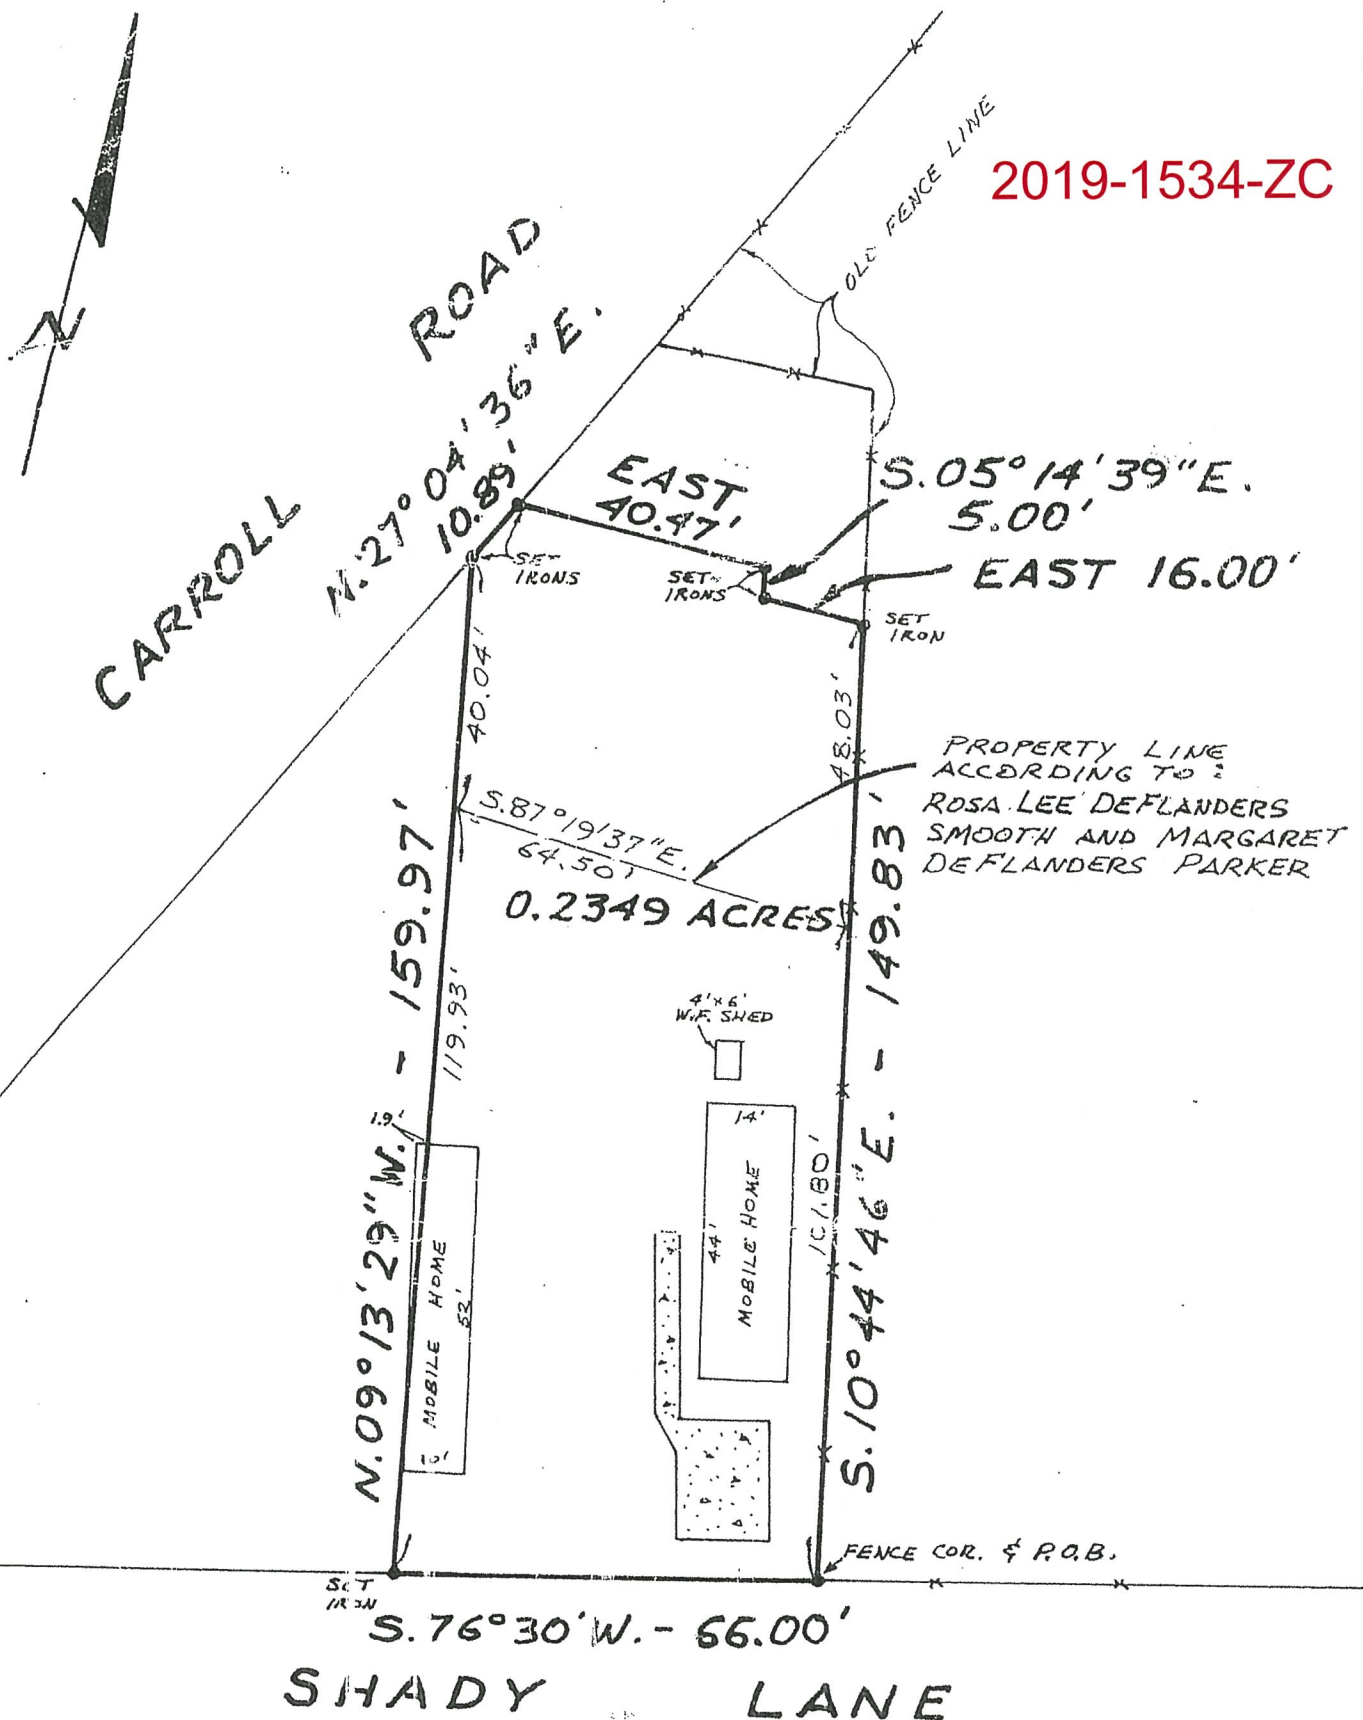 2019-1534-ZC
OLD FENCE LINE
N
CARROLL ROAD
N.27°04'36"E.
10.89'
EAST
40.47'
S.05°14'39"E.
5.00'
EAST 16.00'
SET
IRONS
SET
IRONS
SET
IRON
40.04'
48.03'
PROPERTY LINE
ACCORDING TO :
ROSA LEE DEFLANDERS
SMOOTH AND MARGARET
DEFLANDERS PARKER
S.87°19'37"E.
64.50'
0.2349 ACRES
N.09°13'29"W. - 159.97'
119.93'
S.10°44'46"E. - 149.83'
101.80'
4'x6'
W.F. SHED
1.9'
14'
44'
MOBILE HOME
MOBILE HOME
52'
10'
FENCE COR. & P.O.B.
SET
IRON
S.76°30'W. - 66.00'
SHADY LANE